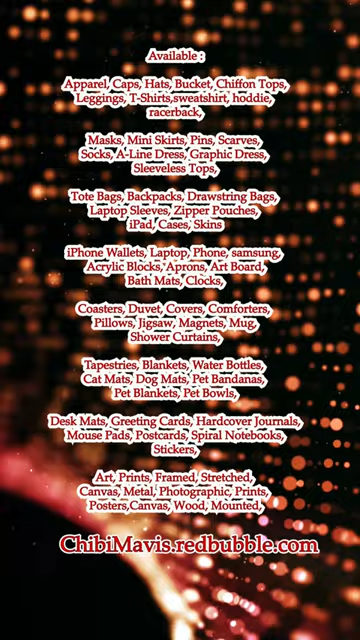 Available :
Apparel, Caps, Hats, Bucket, Chiffon Tops,
Leggings, T-Shirts,sweatshirt, hoddie,
racerback,
Masks, Mini Skirts, Pins, Scarves,
Socks, A-Line Dress, Graphic Dress,
Sleeveless Tops,
Tote Bags, Backpacks, Drawstring Bags,
Laptop Sleeves, Zipper Pouches,
iPad, Cases, Skins
iPhone Wallets, Laptop, Phone, samsung,
Acrylic Blocks, Aprons, Art Board,
Bath Mats, Clocks,
Coasters, Duvet, Covers, Comforters,
Pillows, Jigsaw, Magnets, Mug,
Shower Curtains,
Tapestries, Blankets, Water Bottles,
Cat Mats, Dog Mats, Pet Bandanas,
Pet Blankets, Pet Bowls,
Desk Mats, Greeting Cards, Hardcover Journals,
Mouse Pads, Postcards, Spiral Notebooks,
Stickers,
Art, Prints, Framed, Stretched,
Canvas, Metal, Photographic, Prints,
Posters,Canvas, Wood, Mounted,
ChibiMavis.redbubble.com